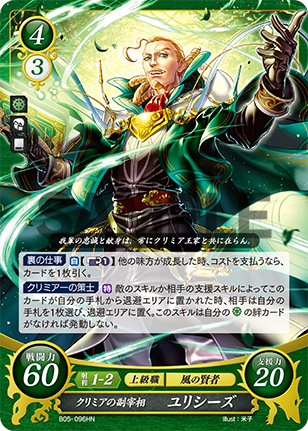 4
3
SAMPLE
我輩の忠誠と献身は、常にクリミア王家と共に在らん。
裏の仕事 自 【1】他の味方が成長した時、コストを支払うなら、
カードを1枚引く。
クリミア一の策士 特 敵のスキルか相手の支援スキルによってこの
カードが自分の手札から退避エリアに置かれた時、相手は自分の
手札を1枚選び、退避エリアに置く。このスキルは自分の の絆カード
がなければ発動しない。
戦闘力 60
射程 1-2 上級職 風の賢者
支援力 20
クリミアの副宰相 ユリシーズ
B05-096HN Illust：米子